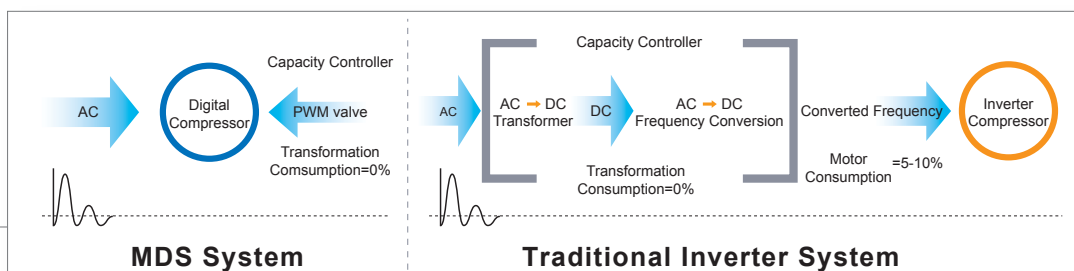 AC
Digital
Compressor
Capacity Controller
PWM valve
Transformation
Comsumption=0%
MDS System
Capacity Controller
AC
AC → DC
Transformer
DC
AC → DC
Frequency Conversion
Transformation
Consumption=0%
Converted Frequency
Motor
Consumption
=5-10%
Inverter
Compressor
Traditional Inverter System